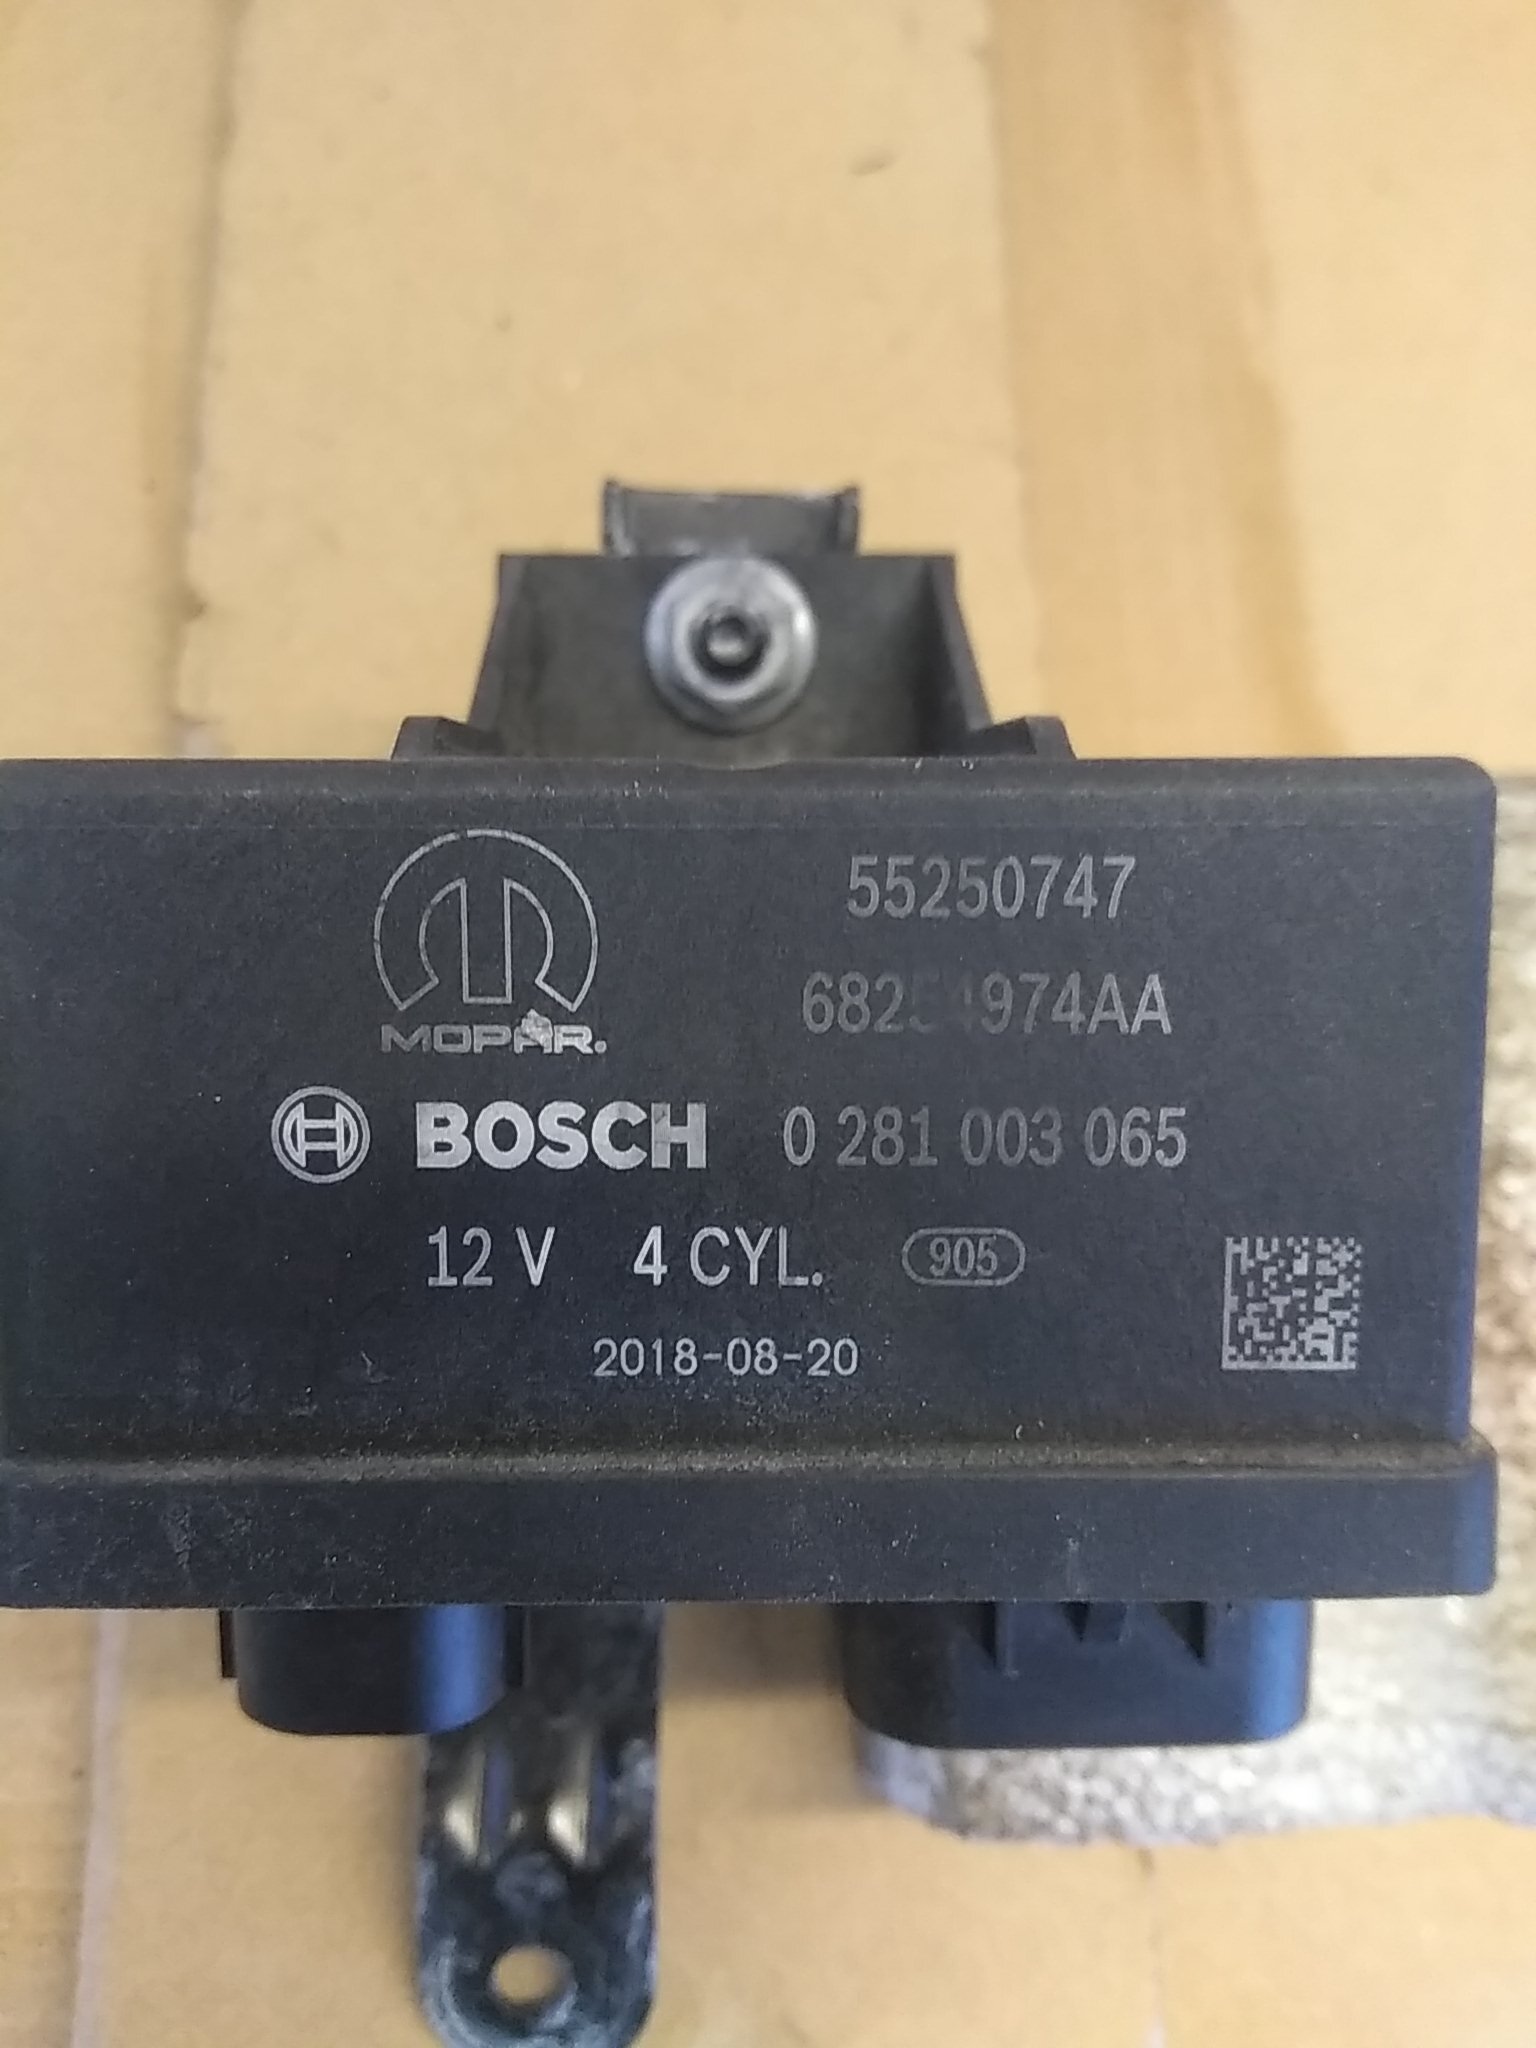 55250747
MOPAR.
BOSCH 0 281 003 065
12 V 4 CYL. 905
2018-08-20